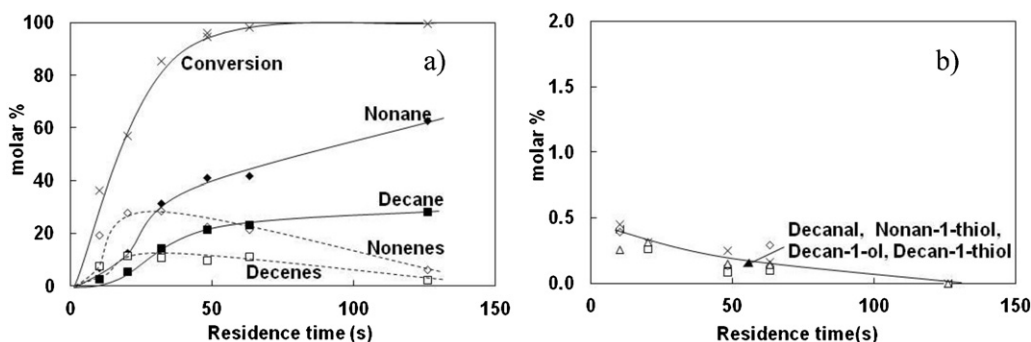 100
80
60
40
20
0
molar %
0
50
100
150
Residence time (s)
Conversion
a)
Nonane
Decane
Nonenes
Decenes
2.0
1.5
1.0
0.5
0.0
molar %
0
50
100
150
Residence time(s)
b)
Decanal, Nonan-1-thiol,
Decan-1-ol, Decan-1-thiol